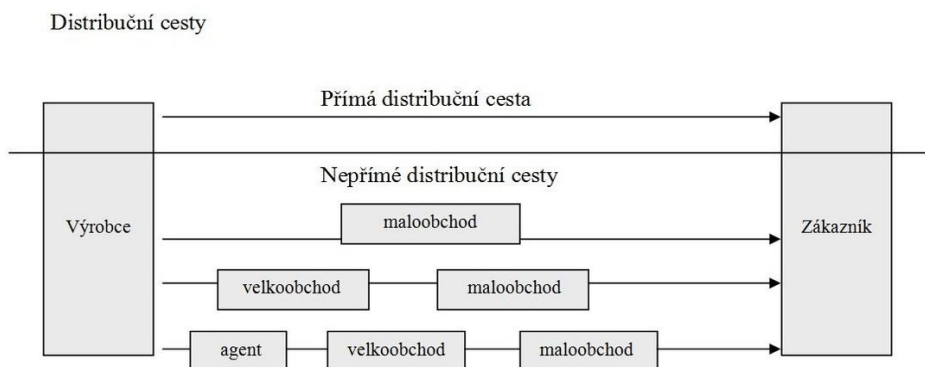 Distribuční cesty
Přímá distribuční cesta
Nepřímé distribuční cesty
Výrobce
maloobchod
Zákazník
velkoobchod
maloobchod
agent
velkoobchod
maloobchod